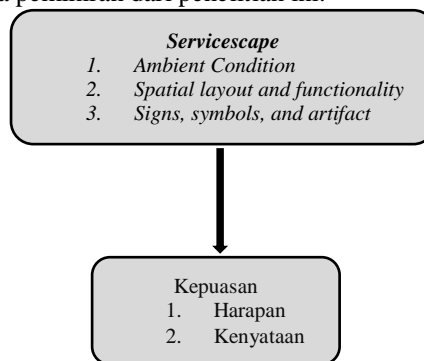 pemikiran dari penelitian ini.
Servicescape
1. Ambient Condition
2. Spatial layout and functionality
3. Signs, symbols, and artifact
Kepuasan
1. Harapan
2. Kenyataan